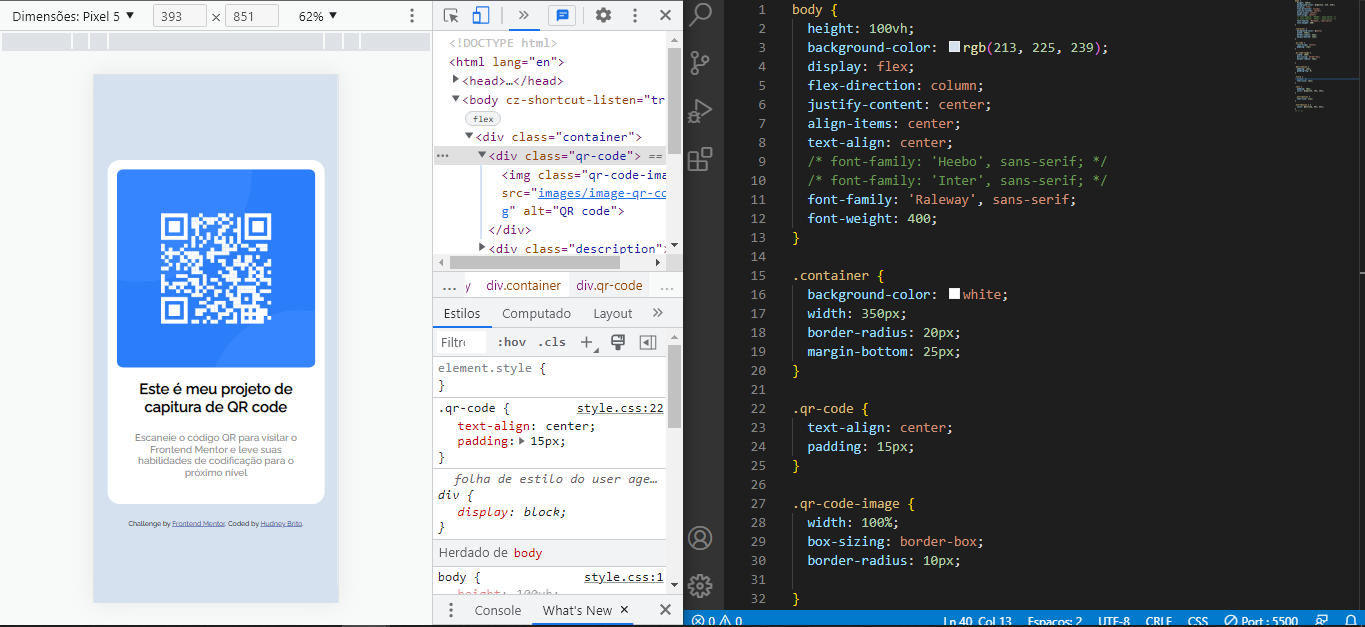 Dimensões: Pixel 5 ▼ 393 × 851 62% ▼
Este é meu projeto de
capitura de QR code
Escaneie o código QR para visitar o
Frontend Mentor e leve suas
habilidades de codificação para o
próximo nível
Challenge by Frontend Mentor. Coded by Hudney Brito.
<!DOCTYPE html>
<html lang="en">
<head>…</head>
<body cz-shortcut-listen="tr
flex
<div class="container">
<div class="qr-code"> ==
<img class="qr-code-ima
src="images/image-qr-co
g" alt="QR code">
</div>
<div class="description">
… y div.container div.qr-code …
Estilos Computado Layout »
Filtr :hov .cls +
element.style {
}
.qr-code { style.css:22
text-align: center;
padding: 15px;
}
folha de estilo do user age…
div {
display: block;
}
Herdado de body
body { style.css:1
height: 100vh;
Console What's New ×
1 body {
2 height: 100vh;
3 background-color: rgb(213, 225, 239);
4 display: flex;
5 flex-direction: column;
6 justify-content: center;
7 align-items: center;
8 text-align: center;
9 /* font-family: 'Heebo', sans-serif; */
10 /* font-family: 'Inter', sans-serif; */
11 font-family: 'Raleway', sans-serif;
12 font-weight: 400;
13 }
14
15 .container {
16 background-color: white;
17 width: 350px;
18 border-radius: 20px;
19 margin-bottom: 25px;
20 }
21
22 .qr-code {
23 text-align: center;
24 padding: 15px;
25 }
26
27 .qr-code-image {
28 width: 100%;
29 box-sizing: border-box;
30 border-radius: 10px;
31
32 }
0 0 Ln 40, Col 13 Espaços: 2 UTF-8 CRLF CSS Port : 5500